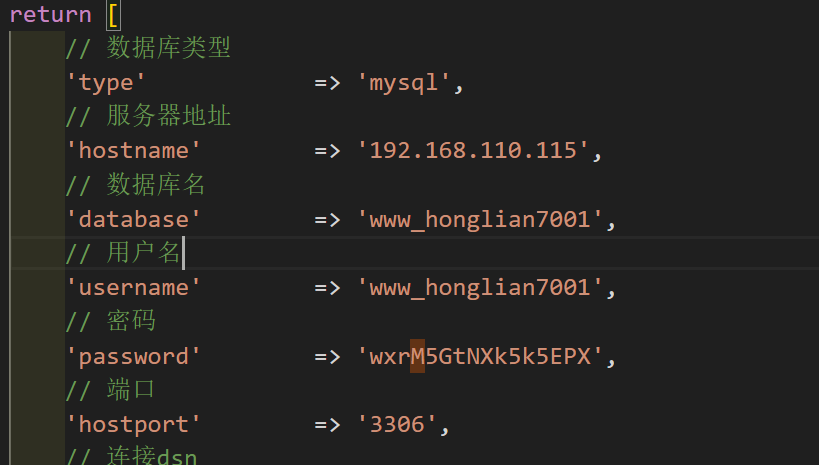 return [
// 数据库类型
'type' => 'mysql',
// 服务器地址
'hostname' => '192.168.110.115',
// 数据库名
'database' => 'www_honglian7001',
// 用户名
'username' => 'www_honglian7001',
// 密码
'password' => 'wxrM5GtNXk5k5EPX',
// 端口
'hostport' => '3306',
// 连接dsn